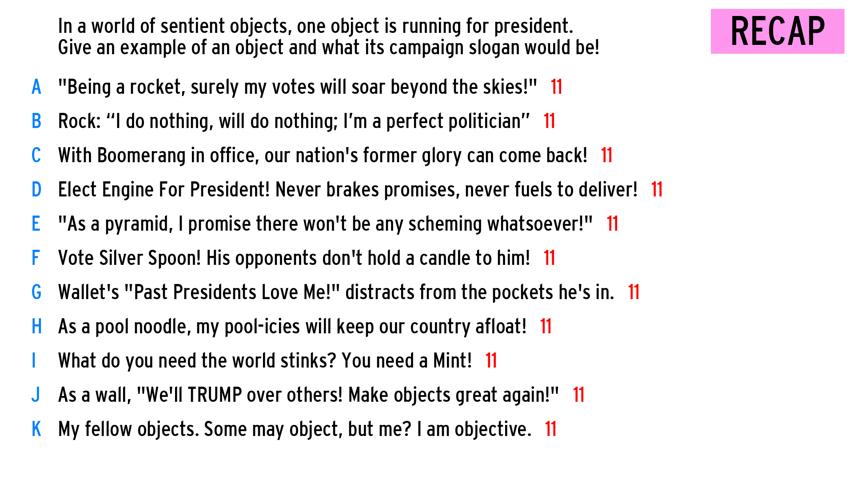 In a world of sentient objects, one object is running for president.
Give an example of an object and what its campaign slogan would be!
RECAP
A "Being a rocket, surely my votes will soar beyond the skies!" 11
B Rock: “I do nothing, will do nothing; I’m a perfect politician” 11
C With Boomerang in office, our nation's former glory can come back! 11
D Elect Engine For President! Never brakes promises, never fuels to deliver! 11
E "As a pyramid, I promise there won't be any scheming whatsoever!" 11
F Vote Silver Spoon! His opponents don't hold a candle to him! 11
G Wallet's "Past Presidents Love Me!" distracts from the pockets he's in. 11
H As a pool noodle, my pool-icies will keep our country afloat! 11
I What do you need the world stinks? You need a Mint! 11
J As a wall, "We'll TRUMP over others! Make objects great again!" 11
K My fellow objects. Some may object, but me? I am objective. 11